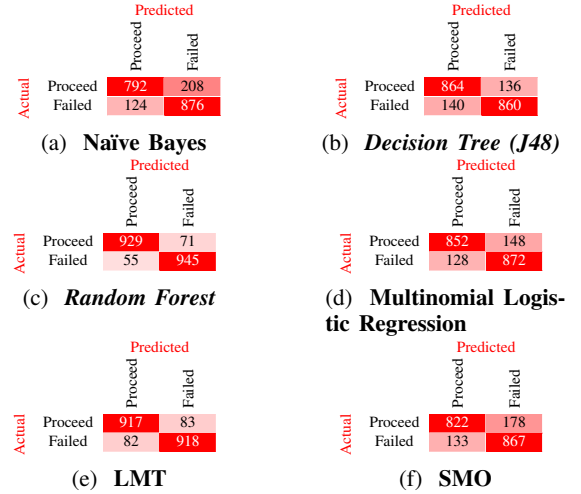 Predicted
Proceed Failed
Actual
Proceed 792 208
Failed 124 876
(a) Naïve Bayes
Predicted
Proceed Failed
Actual
Proceed 864 136
Failed 140 860
(b) Decision Tree (J48)
Predicted
Proceed Failed
Actual
Proceed 929 71
Failed 55 945
(c) Random Forest
Predicted
Proceed Failed
Actual
Proceed 852 148
Failed 128 872
(d) Multinomial Logis-
tic Regression
Predicted
Proceed Failed
Actual
Proceed 917 83
Failed 82 918
(e) LMT
Predicted
Proceed Failed
Actual
Proceed 822 178
Failed 133 867
(f) SMO